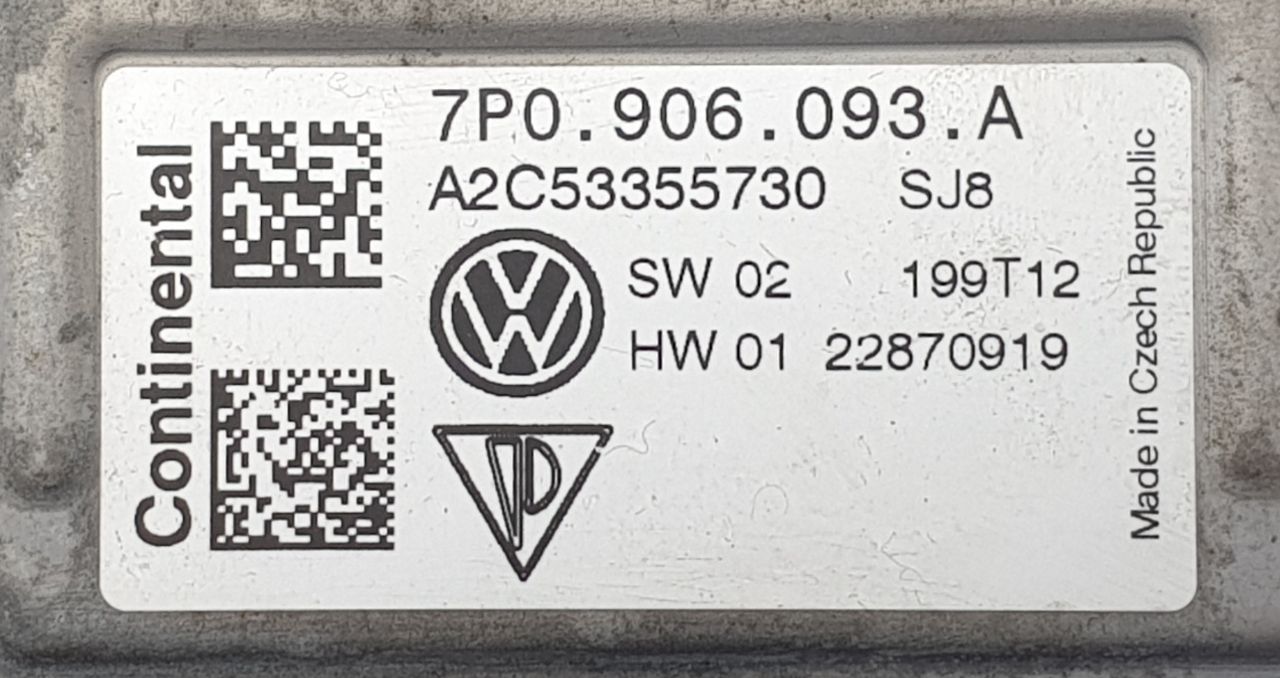 Continental
7P0.906.093.A
A2C53355730 SJ8
SW 02 199T12
HW 01 22870919
Made in Czech Republic